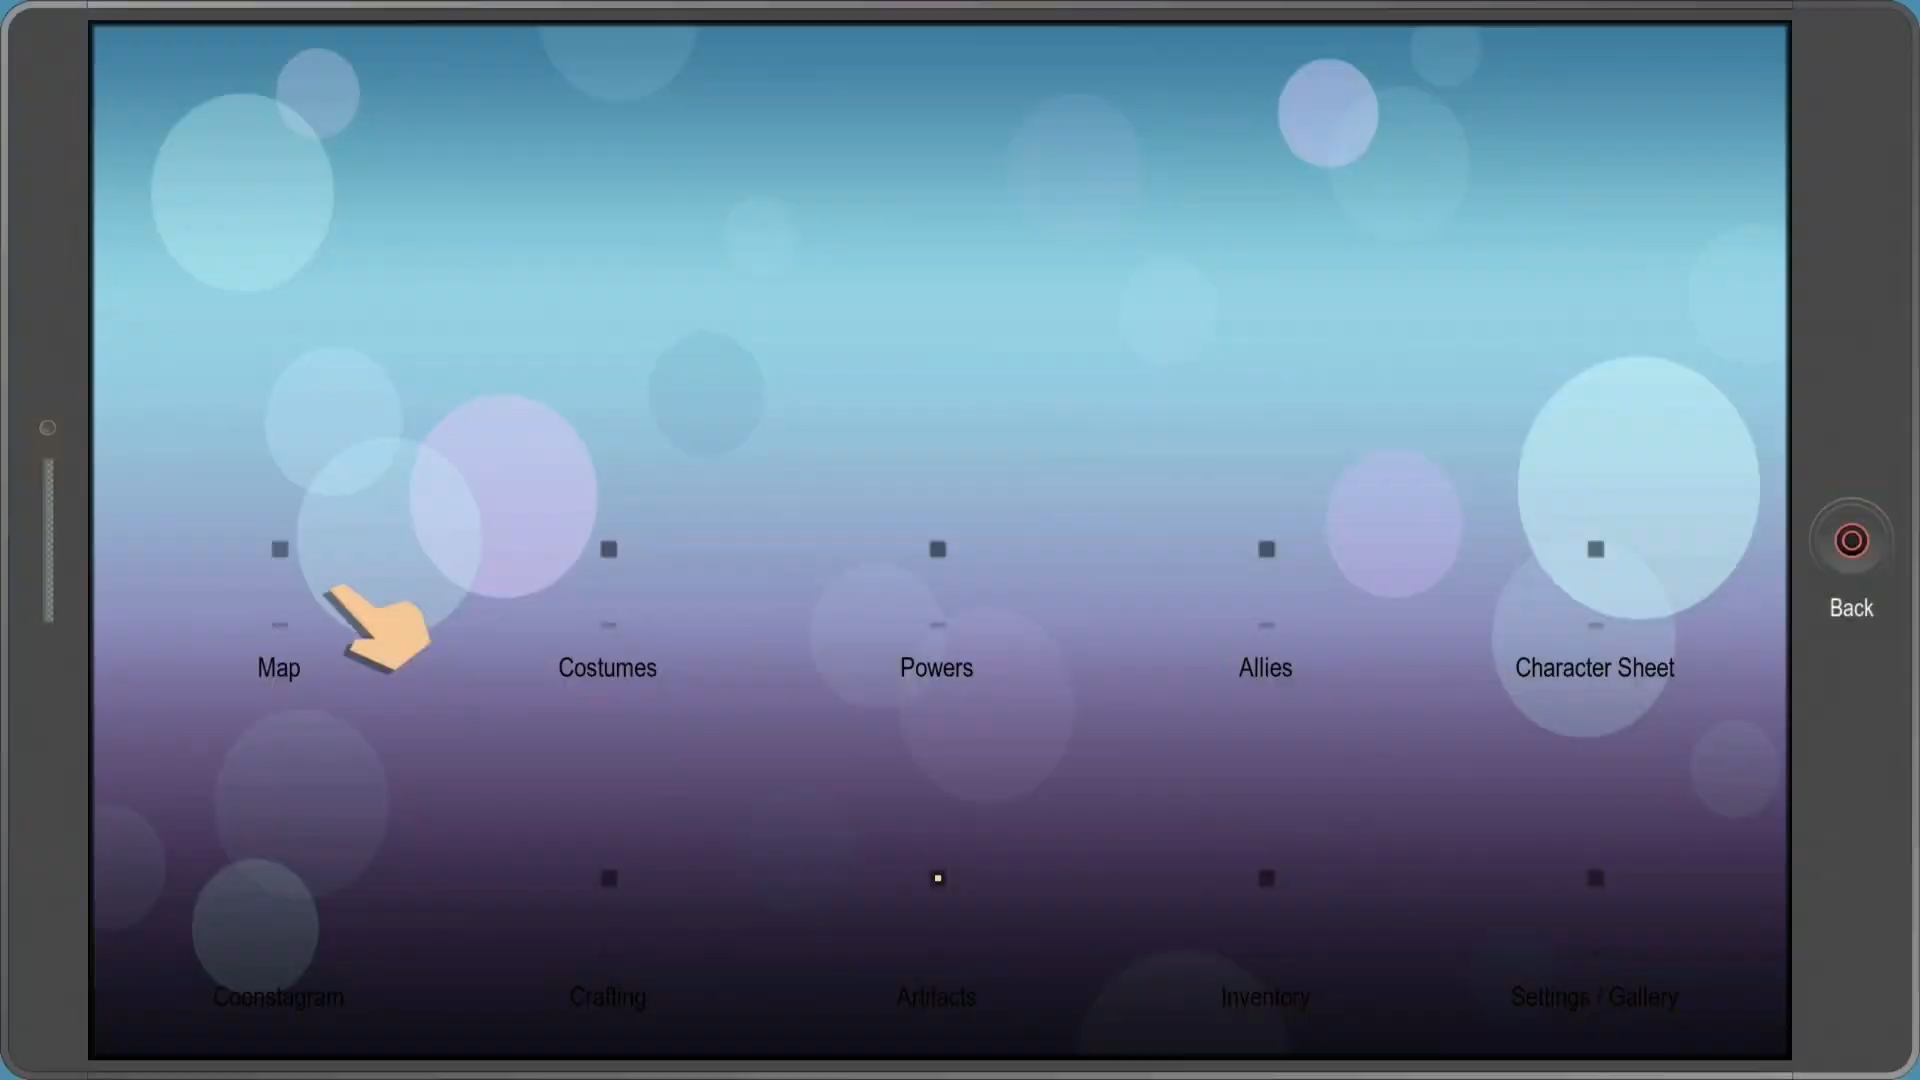 Map
Costumes
Powers
Allies
Character Sheet
Back
Coonstagram
Crafting
Artifacts
Inventory
Settings / Gallery